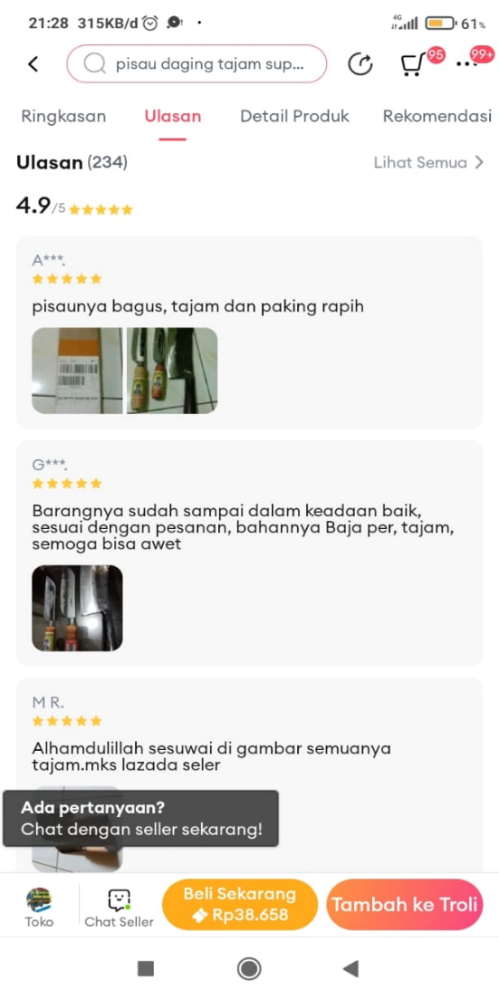 21:28 315KB/d
4G
61%
pisau daging tajam sup...
95
99+
Ringkasan Ulasan Detail Produk Rekomendasi
Ulasan (234) Lihat Semua
4.9/5
A***.
pisaunya bagus, tajam dan paking rapih
G***.
Barangnya sudah sampai dalam keadaan baik,
sesuai dengan pesanan, bahannya Baja per, tajam,
semoga bisa awet
M R.
Alhamdulillah sesuwai di gambar semuanya
tajam.mks lazada seler
Ada pertanyaan?
Chat dengan seller sekarang!
Toko
Chat Seller
Beli Sekarang
Rp38.658
Tambah ke Troli